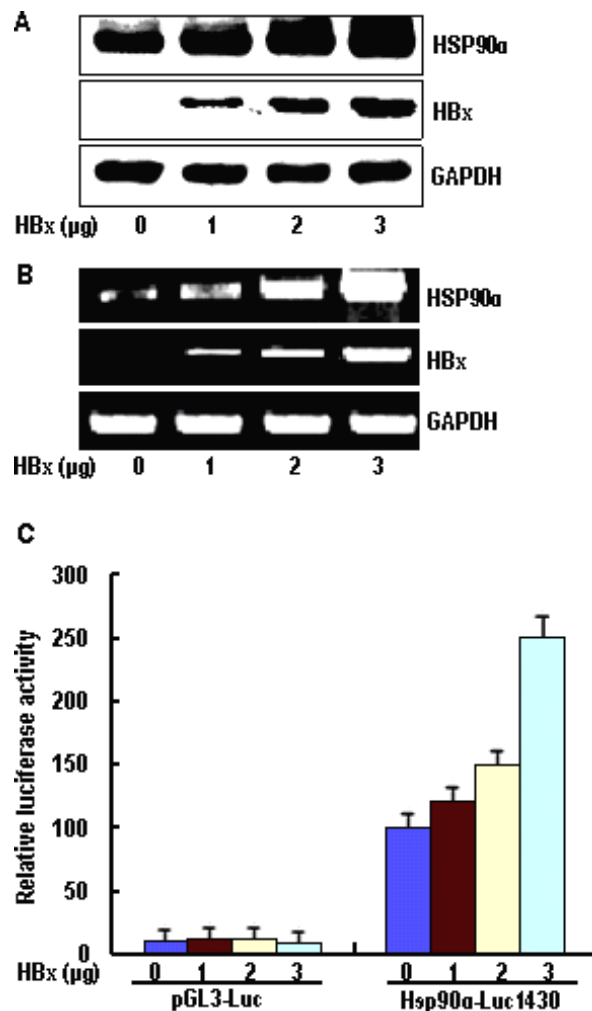 A
HSP90α
HBx
GAPDH
HBx (µg) 0 1 2 3
B
HSP90α
HBx
GAPDH
HBx (µg) 0 1 2 3
C
300
250
200
150
100
50
0
Relative luciferase activity
HBx (µg) 0 1 2 3 0 1 2 3
pGL3-Luc Hsp90α-Luc1430